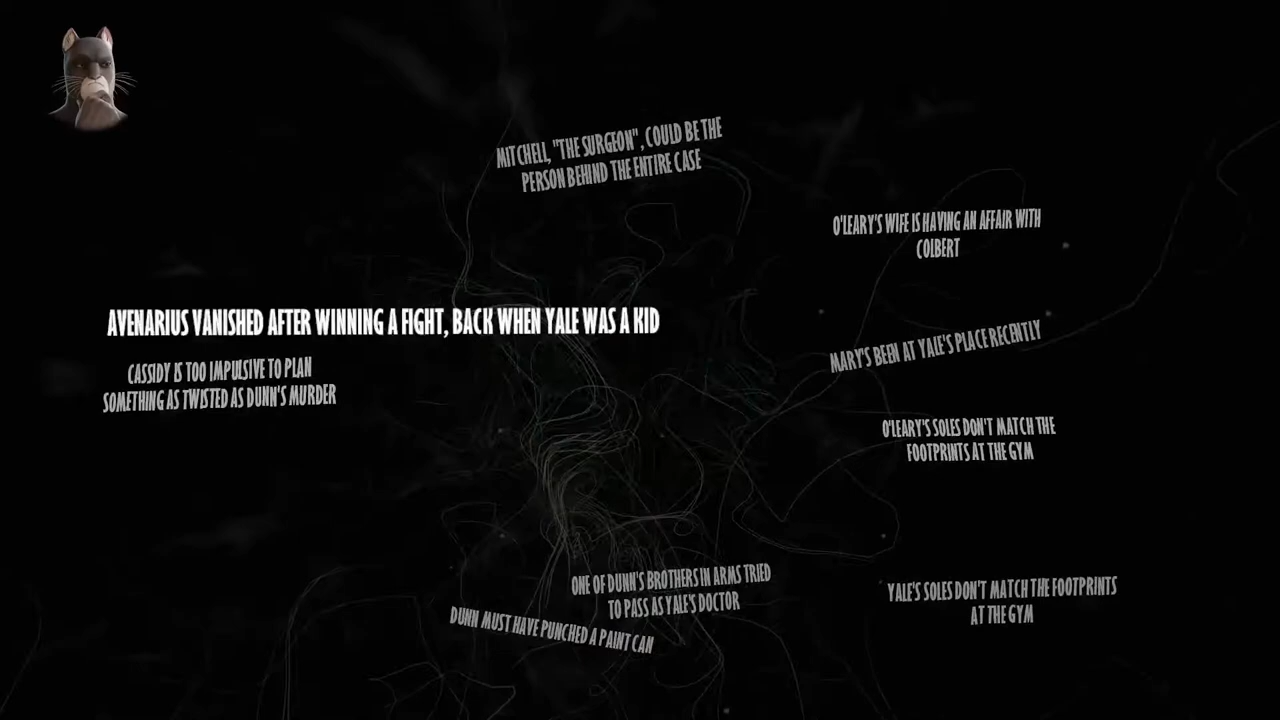 MITCHELL, "THE SURGEON", COULD BE THE
PERSON BEHIND THE ENTIRE CASE
O'LEARY'S WIFE IS HAVING AN AFFAIR WITH
COLBERT
AVENARIUS VANISHED AFTER WINNING A FIGHT, BACK WHEN YALE WAS A KID
MARY'S BEEN AT YALE'S PLACE RECENTLY
CASSIDY IS TOO IMPULSIVE TO PLAN
SOMETHING AS TWISTED AS DUNN'S MURDER
O'LEARY'S SOLES DON'T MATCH THE
FOOTPRINTS AT THE GYM
ONE OF DUNN'S BROTHERS IN ARMS TRIED
TO PASS AS YALE'S DOCTOR
YALE'S SOLES DON'T MATCH THE FOOTPRINTS
AT THE GYM
DUNN MUST HAVE PUNCHED A PAINT CAN